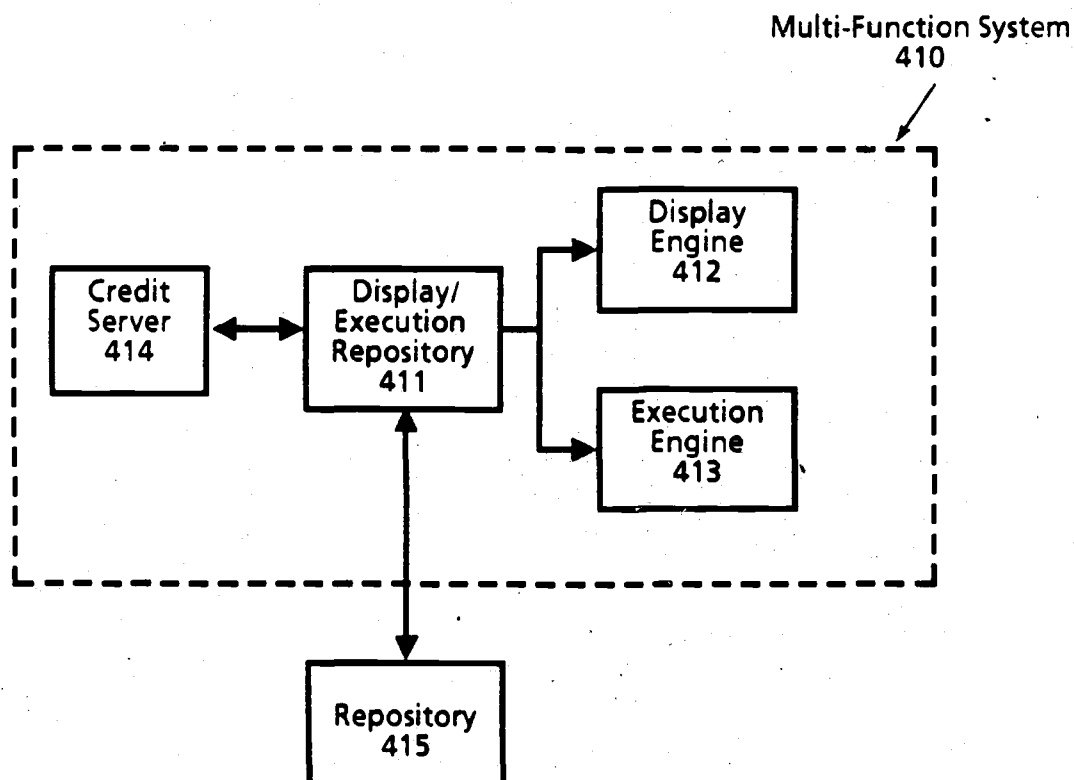 Multi-Function System
410
Credit
Server
414
Display/
Execution
Repository
411
Display
Engine
412
Execution
Engine
413
Repository
415